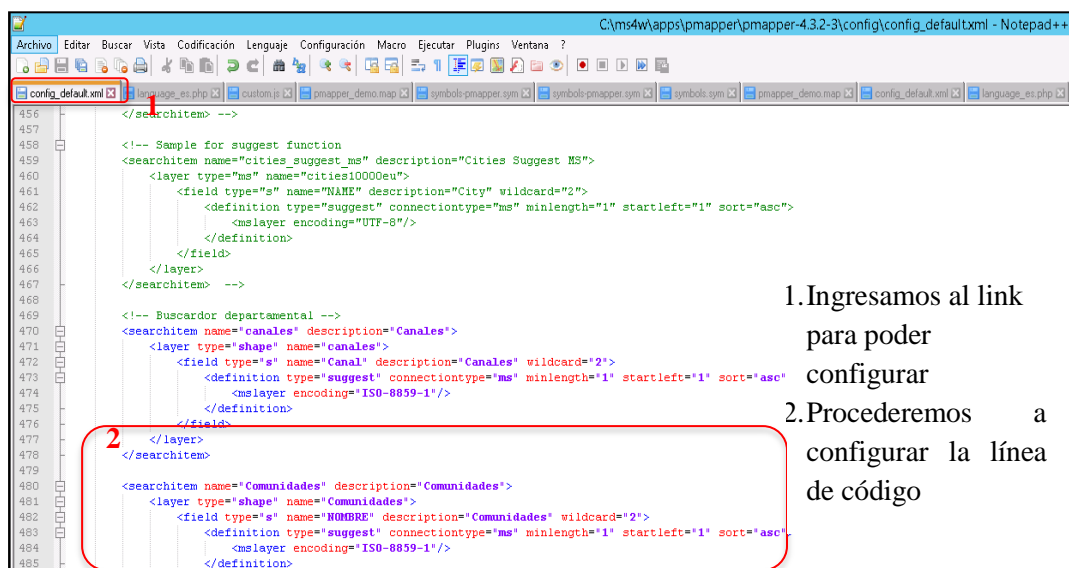 C:\ms4w\apps\pmapper\pmapper-4.3.2-3\config\config_default.xml - Notepad++
Archivo Editar Buscar Vista Codificación Lenguaje Configuración Macro Ejecutar Plugins Ventana ?
config_default.xml language_es.php custom.js pmapper_demo.map symbols-pmapper.sym symbols-pmapper.sym symbols.sym pmapper_demo.map config_default.xml language_es.php
1
456 </searchitem> -->
457
458 <!-- Sample for suggest function
459 <searchitem name="cities_suggest_ms" description="Cities Suggest MS">
460 <layer type="ms" name="cities10000eu">
461 <field type="s" name="NAME" description="City" wildcard="2">
462 <definition type="suggest" connectiontype="ms" minlength="1" startleft="1" sort="asc">
463 <mslayer encoding="UTF-8"/>
464 </definition>
465 </field>
466 </layer>
467 </searchitem> -->
468
469 <!-- Buscardor departamental -->
470 <searchitem name="canales" description="Canales">
471 <layer type="shape" name="canales">
472 <field type="s" name="Canal" description="Canales" wildcard="2">
473 <definition type="suggest" connectiontype="ms" minlength="1" startleft="1" sort="asc"
474 <mslayer encoding="ISO-8859-1"/>
475 </definition>
476 </field>
477 </layer>
2
478 </searchitem>
479
480 <searchitem name="Comunidades" description="Comunidades">
481 <layer type="shape" name="Comunidades">
482 <field type="s" name="NOMBRE" description="Comunidades" wildcard="2">
483 <definition type="suggest" connectiontype="ms" minlength="1" startleft="1" sort="asc"
484 <mslayer encoding="ISO-8859-1"/>
485 </definition>
1. Ingresamos al link
para poder
configurar
2. Procederemos a
configurar la línea
de código